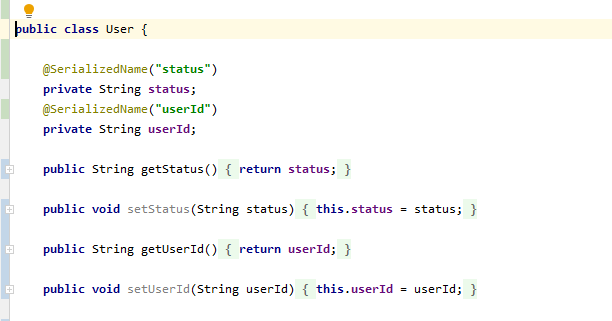 public class User {
@SerializedName("status")
private String status;
@SerializedName("userId")
private String userId;
public String getStatus() { return status; }
public void setStatus(String status) { this.status = status; }
public String getUserId() { return userId; }
public void setUserId(String userId) { this.userId = userId; }